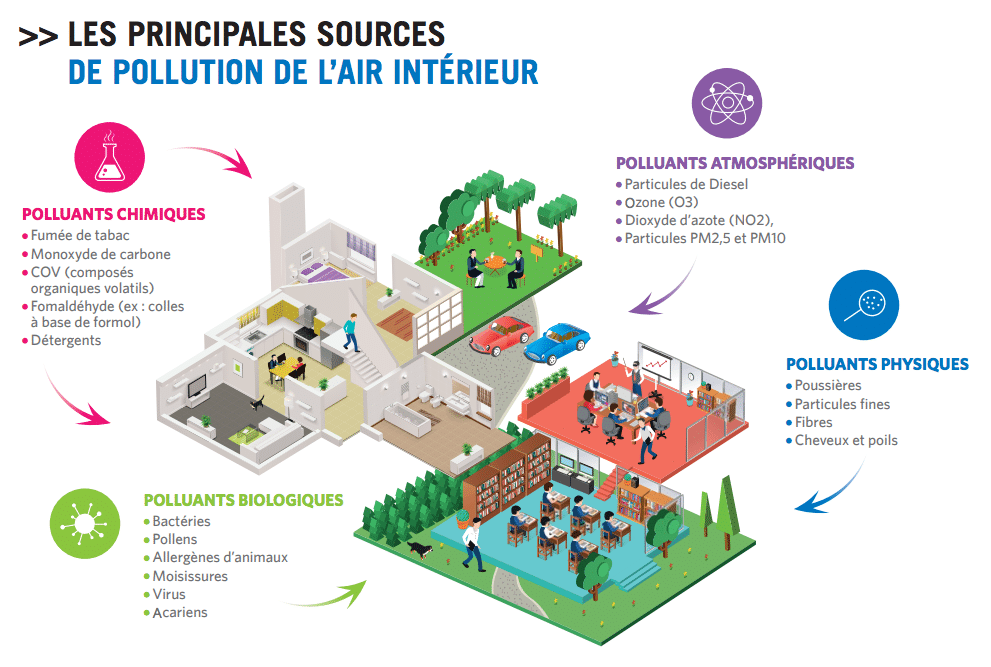 >> LES PRINCIPALES SOURCES
DE POLLUTION DE L'AIR INTÉRIEUR
POLLUANTS CHIMIQUES
• Fumée de tabac
• Monoxyde de carbone
• COV (composés
organiques volatils)
• Fomaldéhyde (ex : colles
à base de formol)
• Détergents
POLLUANTS ATMOSPHÉRIQUES
• Particules de Diesel
• Ozone (O3)
• Dioxyde d'azote (NO2),
• Particules PM2,5 et PM10
POLLUANTS PHYSIQUES
• Poussières
• Particules fines
• Fibres
• Cheveux et poils
POLLUANTS BIOLOGIQUES
• Bactéries
• Pollens
• Allergènes d'animaux
• Moisissures
• Virus
• Acariens